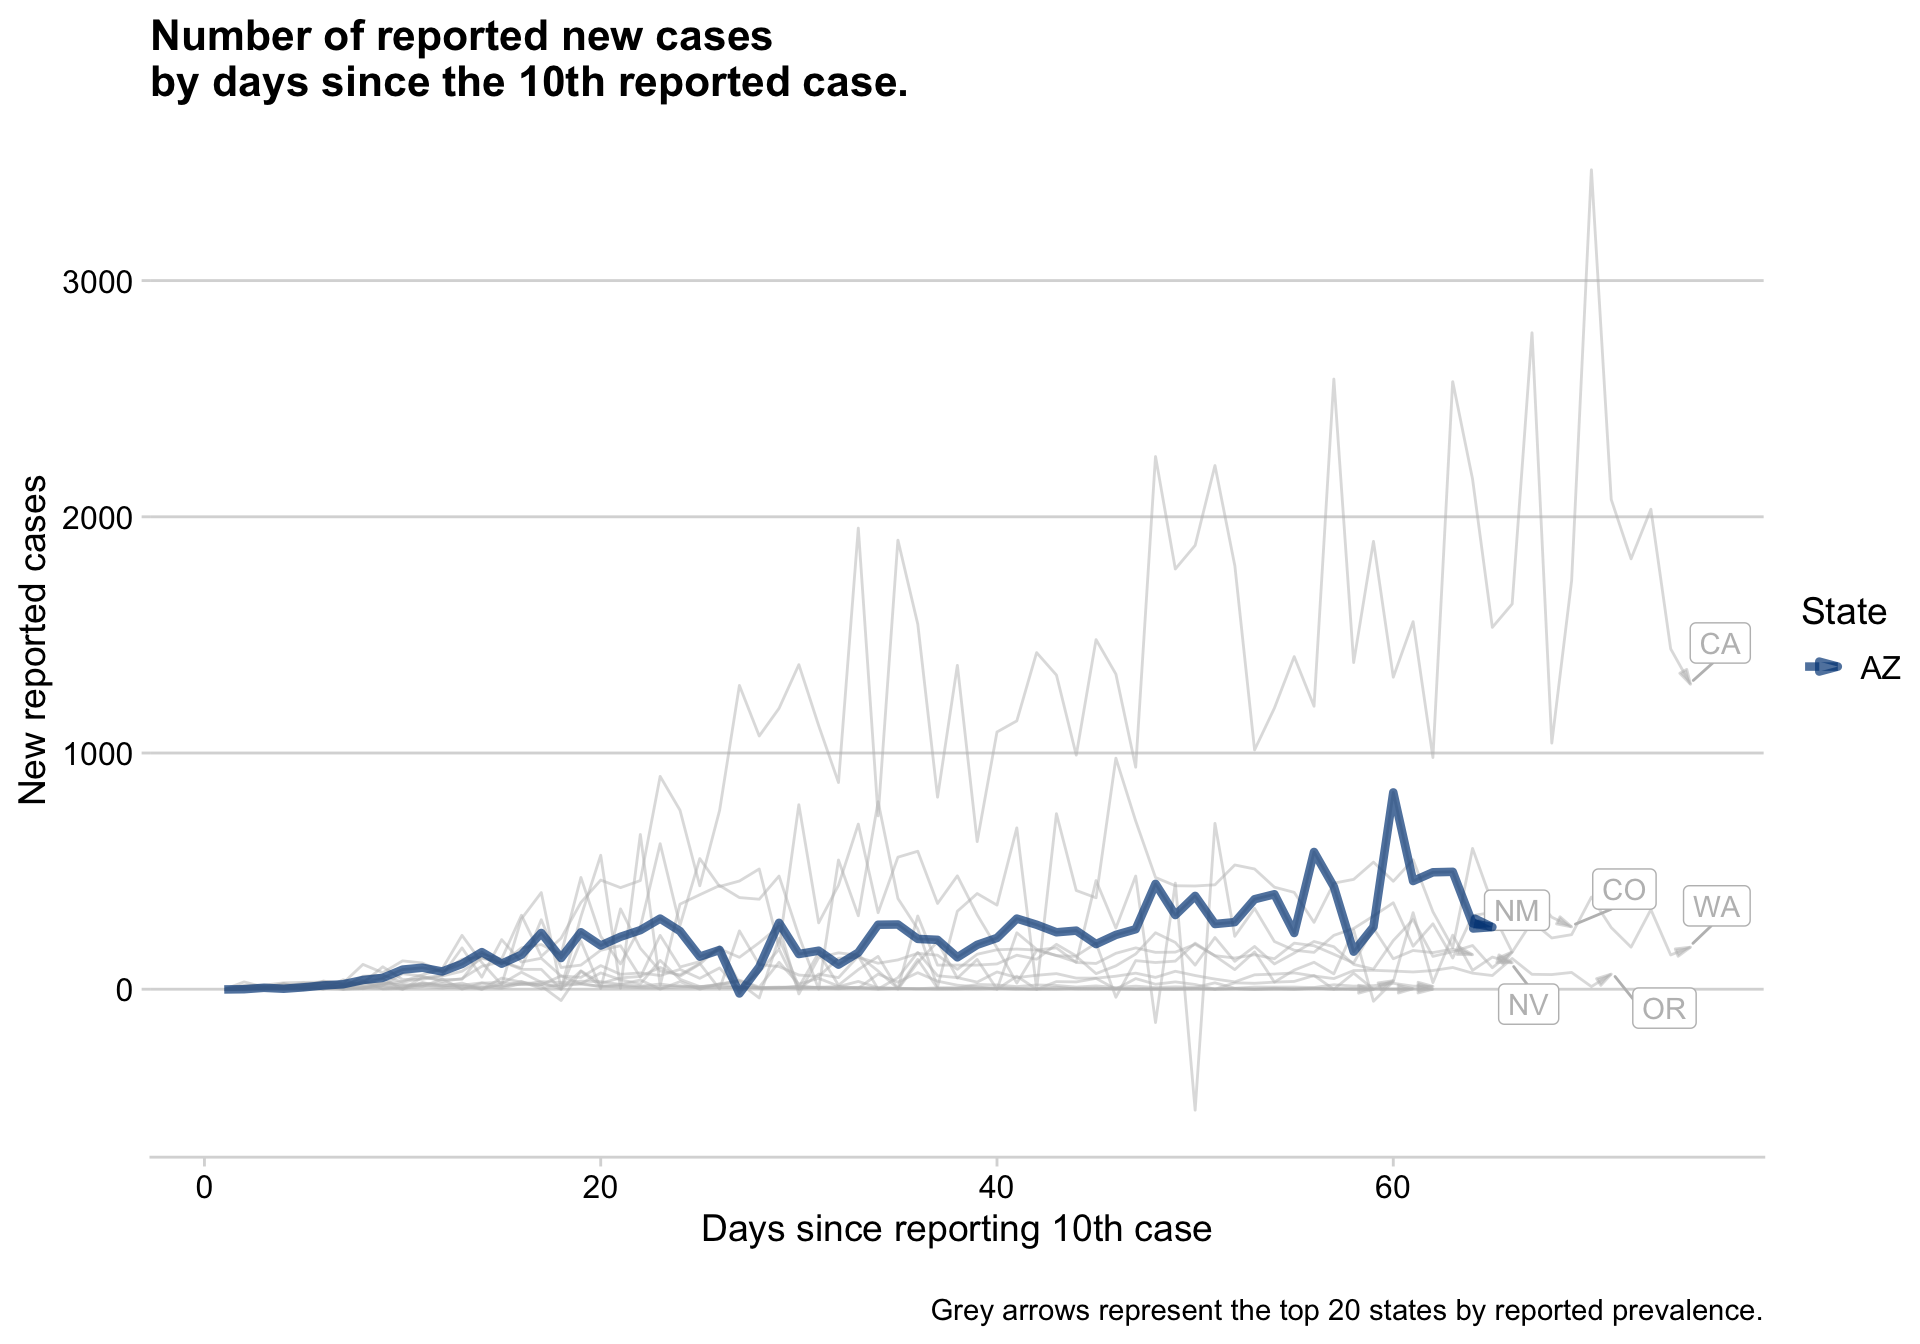 Number of reported new cases
by days since the 10th reported case.
New reported cases
3000
2000
1000
0
0
20
40
60
Days since reporting 10th case
CA
NM
CO
WA
NV
OR
State
AZ
Grey arrows represent the top 20 states by reported prevalence.